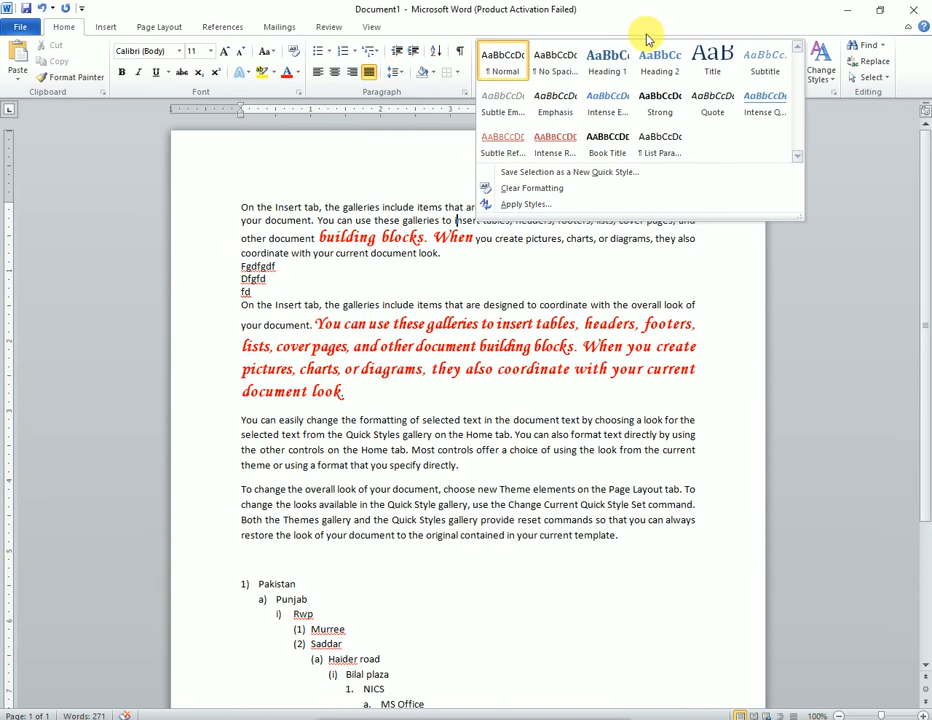 Document1 - Microsoft Word (Product Activation Failed)
File Home Insert Page Layout References Mailings Review View
Paste
Cut
Copy
Format Painter
Clipboard
Calibri (Body) 11
Font
Paragraph
AaBbCcDc AaBbCcDc AaBbC AaBbCc AaB AaBbCc
¶ Normal ¶ No Spaci... Heading 1 Heading 2 Title Subtitle
AaBbCcDc AaBbCcDc AaBbCcDc AaBbCcDc AaBbCcDc AaBbCcDc
Subtle Em... Emphasis Intense E... Strong Quote Intense Q...
AABBCCDC AABBCCDC AABBCCDC AaBbCcDc
Subtle Ref... Intense R... Book Title ¶ List Para...
Save Selection as a New Quick Style...
Clear Formatting
Apply Styles...
Change
Styles
Find
Replace
Select
Editing
On the Insert tab, the galleries include items that ar
your document. You can use these galleries to insert tables, headers, footers, lists, cover pages, and
other document building blocks. When you create pictures, charts, or diagrams, they also
coordinate with your current document look.
Fgdfgdf
Dfgfd
fd
On the Insert tab, the galleries include items that are designed to coordinate with the overall look of
your document. You can use these galleries to insert tables, headers, footers,
lists, cover pages, and other document building blocks. When you create
pictures, charts, or diagrams, they also coordinate with your current
document look.
You can easily change the formatting of selected text in the document text by choosing a look for the
selected text from the Quick Styles gallery on the Home tab. You can also format text directly by using
the other controls on the Home tab. Most controls offer a choice of using the look from the current
theme or using a format that you specify directly.
To change the overall look of your document, choose new Theme elements on the Page Layout tab. To
change the looks available in the Quick Style gallery, use the Change Current Quick Style Set command.
Both the Themes gallery and the Quick Styles gallery provide reset commands so that you can always
restore the look of your document to the original contained in your current template.
1) Pakistan
a) Punjab
i) Rwp
(1) Murree
(2) Saddar
(a) Haider road
(i) Bilal plaza
1. NICS
a. MS Office
Page: 1 of 1 Words: 271 100%